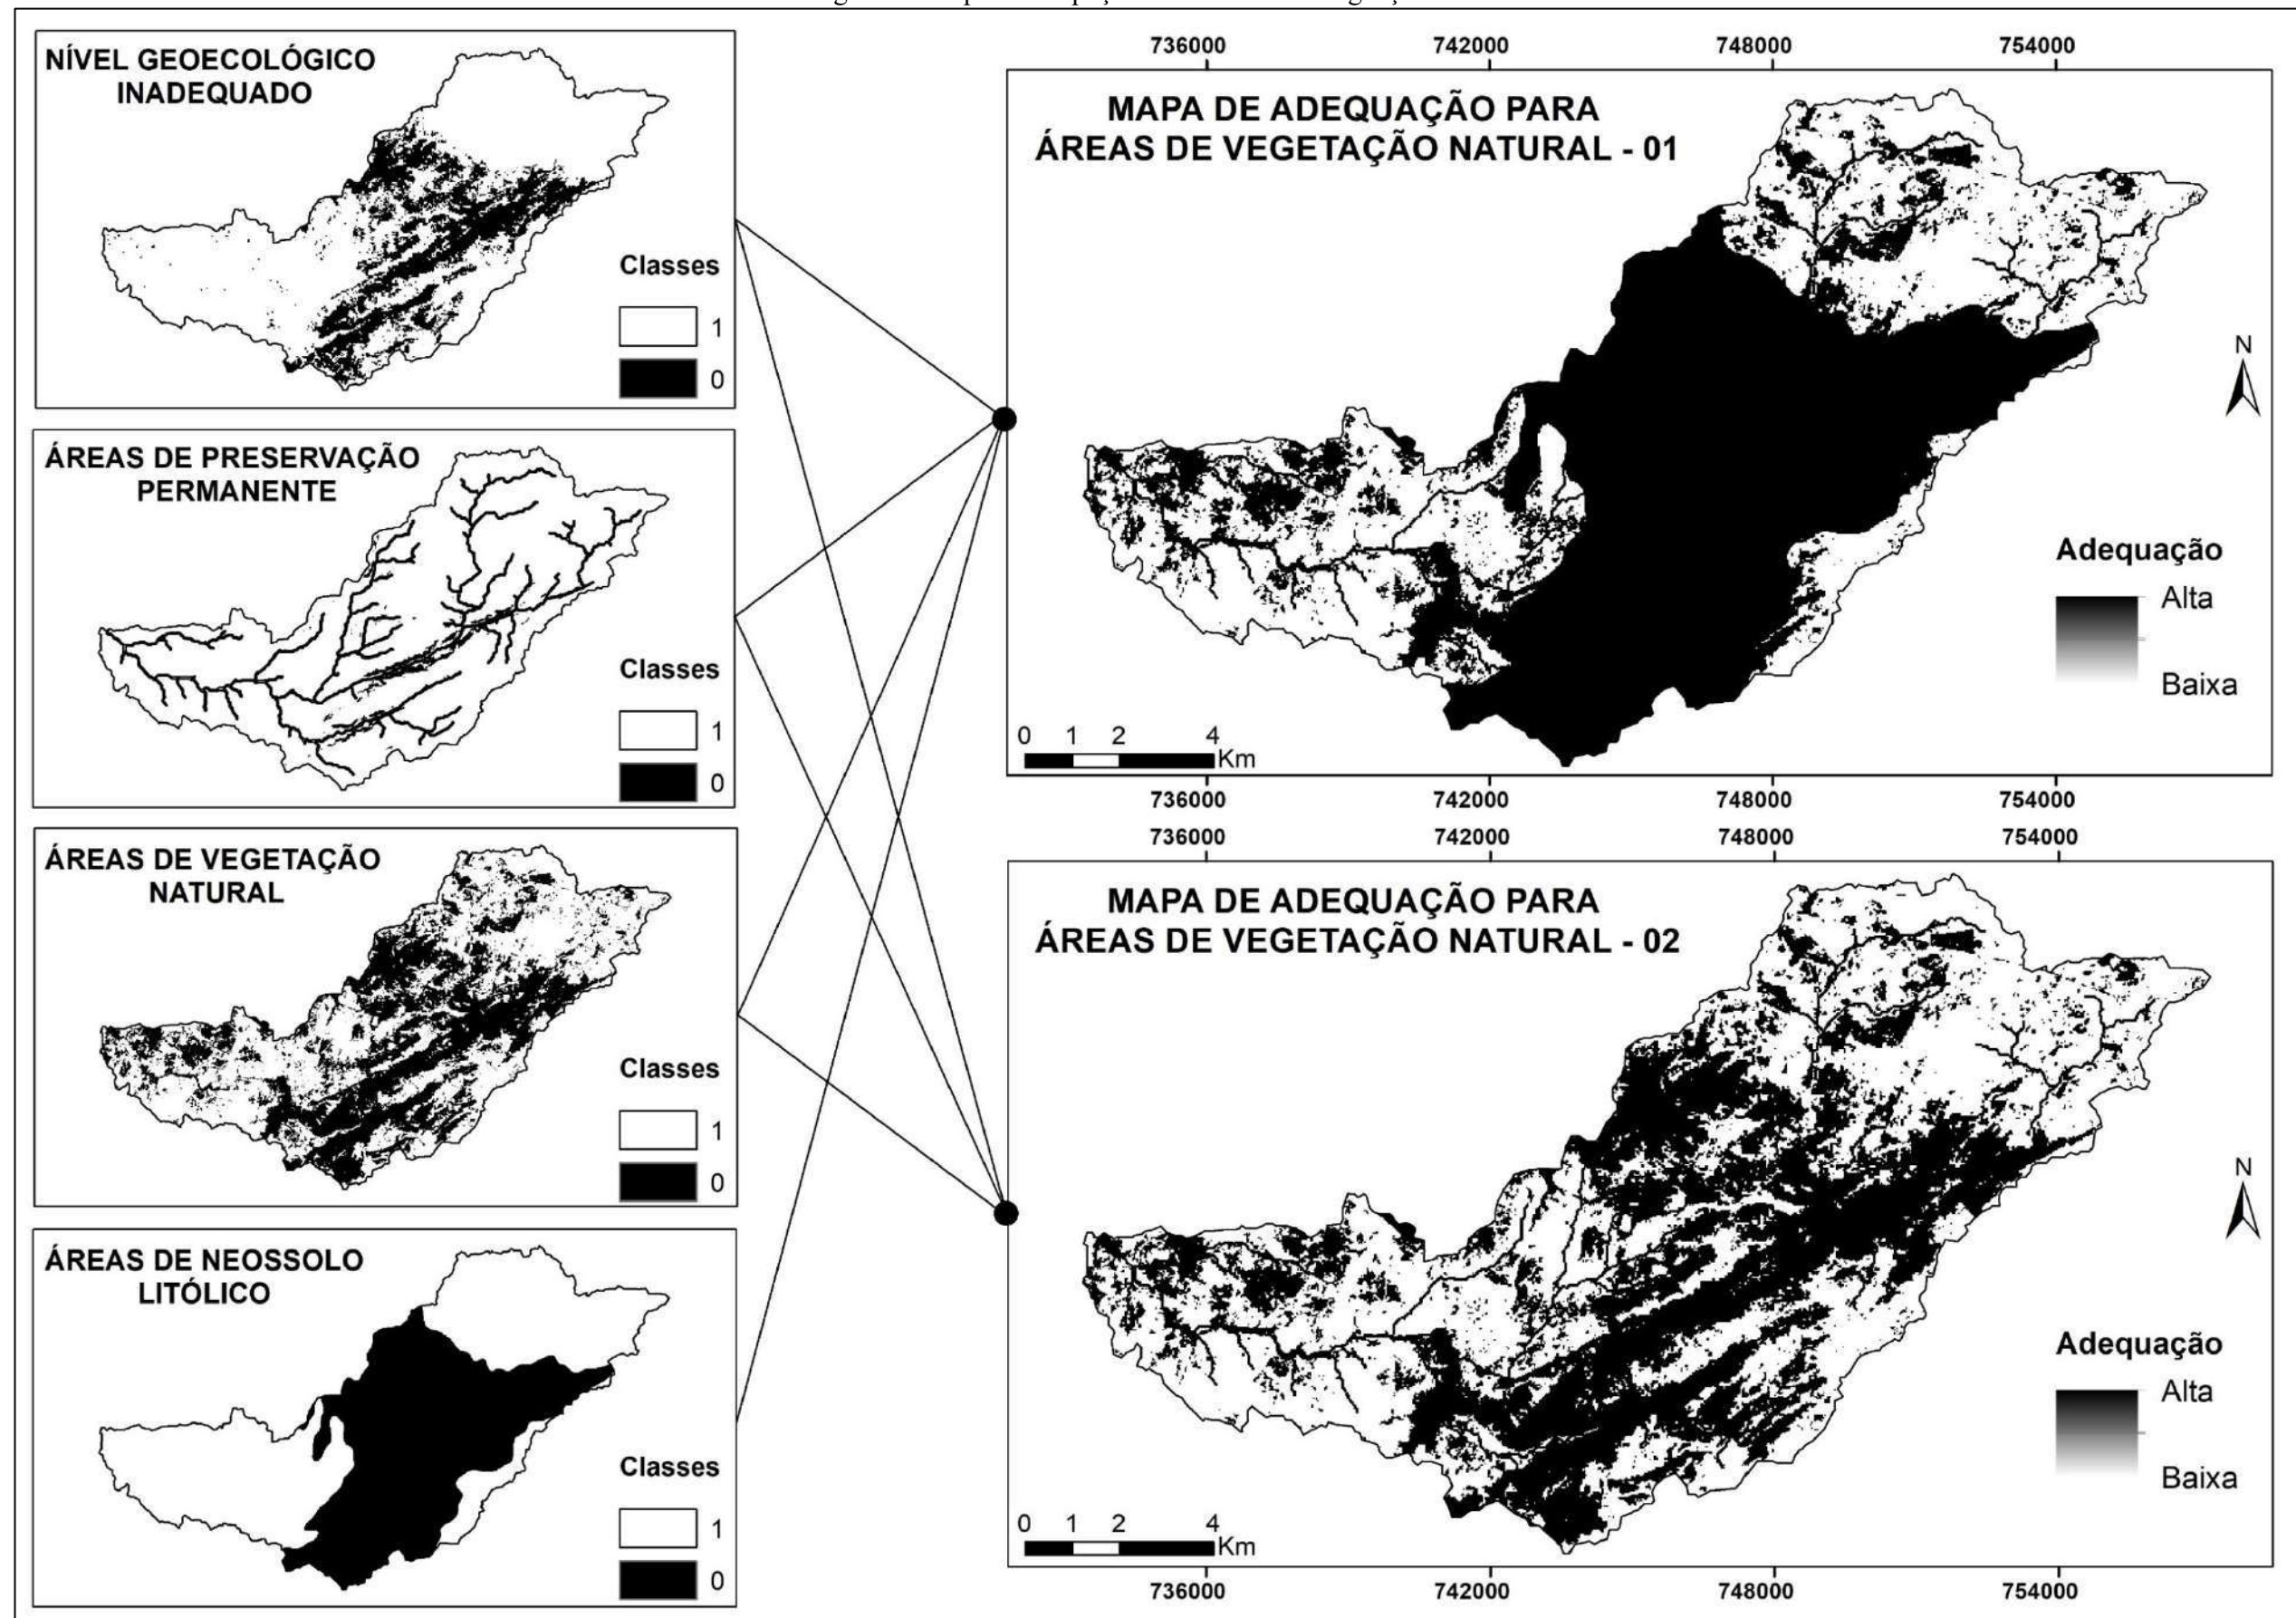 NÍVEL GEOECOLÓGICO
INADEQUADO
Classes
1
0
ÁREAS DE PRESERVAÇÃO
PERMANENTE
Classes
1
0
ÁREAS DE VEGETAÇÃO
NATURAL
Classes
1
0
ÁREAS DE NEOSSOLO
LITÓLICO
Classes
1
0
736000 742000 748000 754000
MAPA DE ADEQUAÇÃO PARA
ÁREAS DE VEGETAÇÃO NATURAL - 01
N
Adequação
Alta
Baixa
0 1 2 4
Km
736000 742000 748000 754000
736000 742000 748000 754000
MAPA DE ADEQUAÇÃO PARA
ÁREAS DE VEGETAÇÃO NATURAL - 02
N
Adequação
Alta
Baixa
0 1 2 4
Km
736000 742000 748000 754000